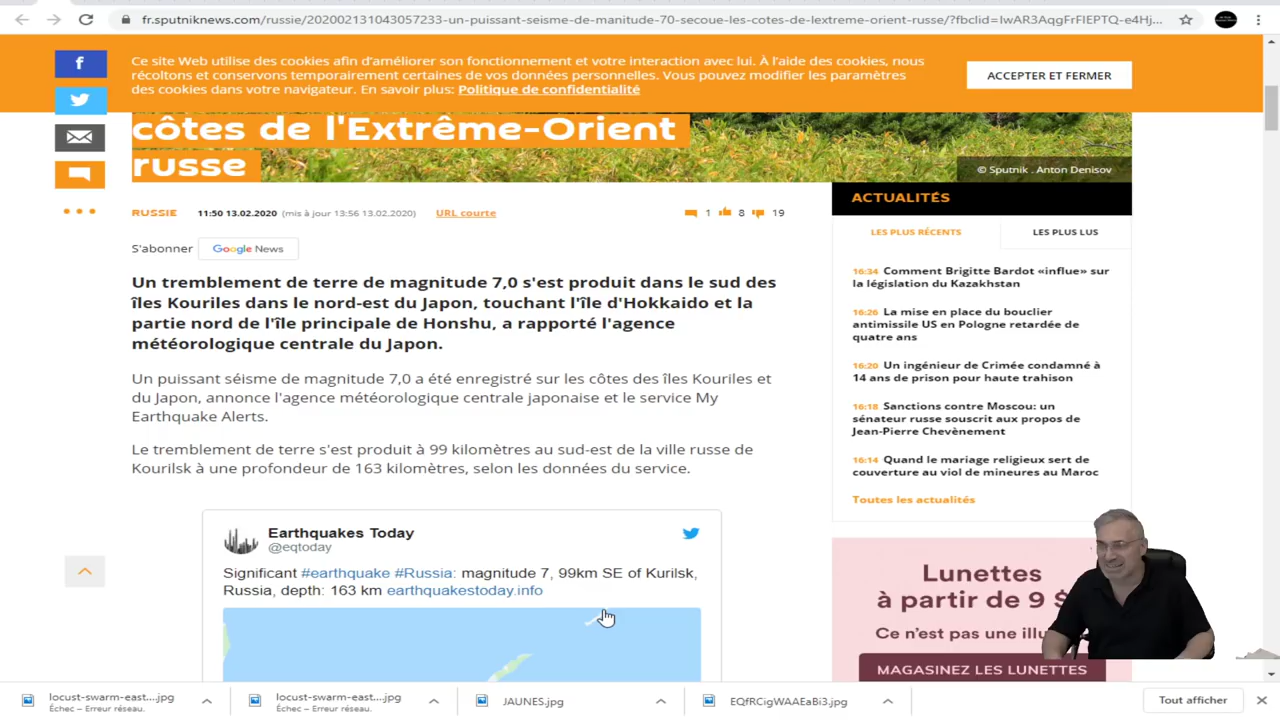 fr.sputniknews.com/russie/202002131043057233-un-puissant-seisme-de-manitude-70-secoue-les-cotes-de-lextreme-orient-russe/?fbclid=IwAR3AqgFrFIEPTQ-e4Hj...
Ce site Web utilise des cookies afin d'améliorer son fonctionnement et votre interaction avec lui. À l'aide des cookies, nous
récoltons et conservons temporairement certaines de vos données personnelles. Vous pouvez modifier les paramètres
des cookies dans votre navigateur. En savoir plus: Politique de confidentialité
ACCEPTER ET FERMER
côtes de l'Extrême-Orient
russe
© Sputnik . Anton Denisov
RUSSIE 11:50 13.02.2020 (mis à jour 13:56 13.02.2020) URL courte
1 8 19
S'abonner Google News
Un tremblement de terre de magnitude 7,0 s'est produit dans le sud des
îles Kouriles dans le nord-est du Japon, touchant l'île d'Hokkaido et la
partie nord de l'île principale de Honshu, a rapporté l'agence
météorologique centrale du Japon.
Un puissant séisme de magnitude 7,0 a été enregistré sur les côtes des îles Kouriles et
du Japon, annonce l'agence météorologique centrale japonaise et le service My
Earthquake Alerts.
Le tremblement de terre s'est produit à 99 kilomètres au sud-est de la ville russe de
Kourilsk à une profondeur de 163 kilomètres, selon les données du service.
Earthquakes Today
@eqtoday
Significant #earthquake #Russia: magnitude 7, 99km SE of Kurilsk,
Russia, depth: 163 km earthquakestoday.info
ACTUALITÉS
LES PLUS RÉCENTS LES PLUS LUS
16:34 Comment Brigitte Bardot «influe» sur
la législation du Kazakhstan
16:26 La mise en place du bouclier
antimissile US en Pologne retardée de
quatre ans
16:20 Un ingénieur de Crimée condamné à
14 ans de prison pour haute trahison
16:18 Sanctions contre Moscou: un
sénateur russe souscrit aux propos de
Jean-Pierre Chevènement
16:14 Quand le mariage religieux sert de
couverture au viol de mineures au Maroc
Toutes les actualités
Lunettes
à partir de 9 $
Ce n'est pas une
MAGASINEZ LES LUNETTES
locust-swarm-east....jpg
Échec – Erreur réseau.
locust-swarm-east....jpg
Échec – Erreur réseau.
JAUNES.jpg
EQfRCigWAAEaBi3.jpg
Tout afficher